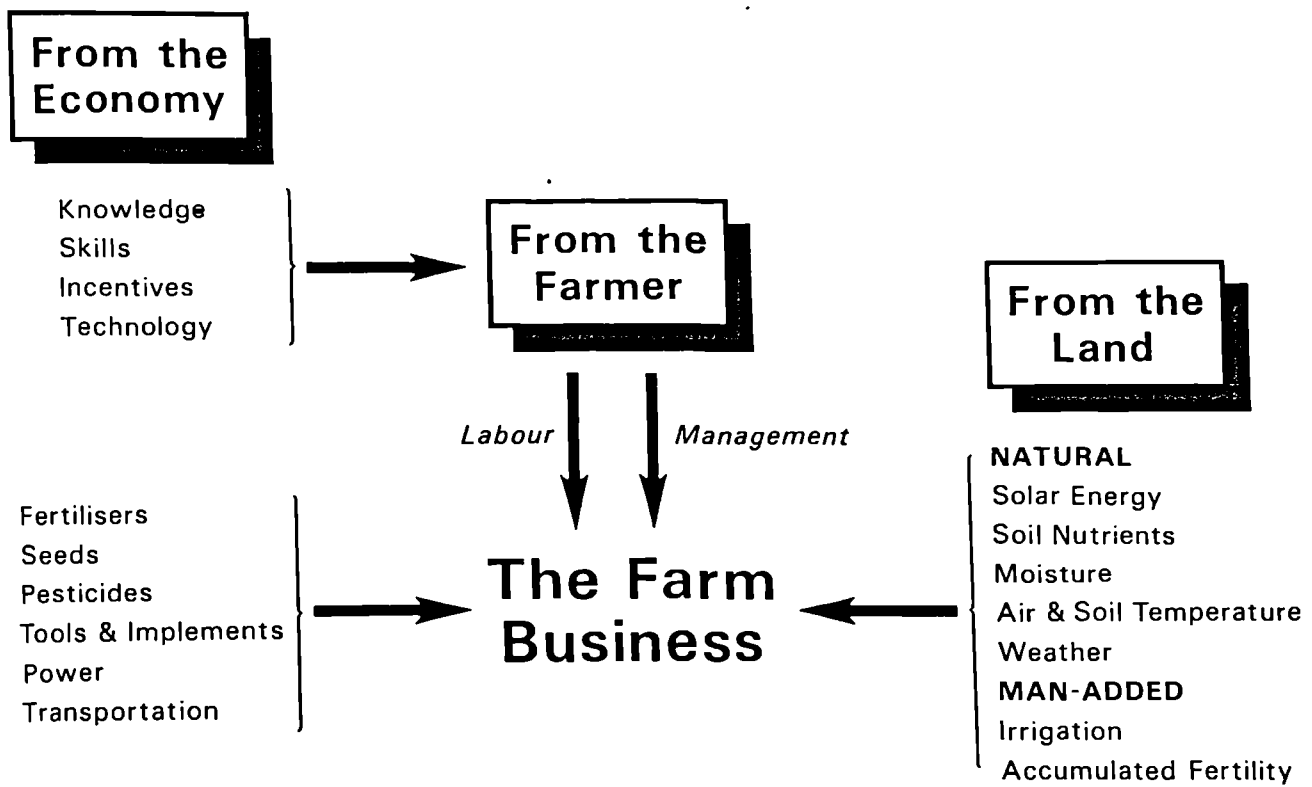 From the
Economy
Knowledge
Skills
Incentives
Technology
From the
Farmer
Labour
Management
Fertilisers
Seeds
Pesticides
Tools & Implements
Power
Transportation
The Farm
Business
From the
Land
NATURAL
Solar Energy
Soil Nutrients
Moisture
Air & Soil Temperature
Weather
MAN-ADDED
Irrigation
Accumulated Fertility